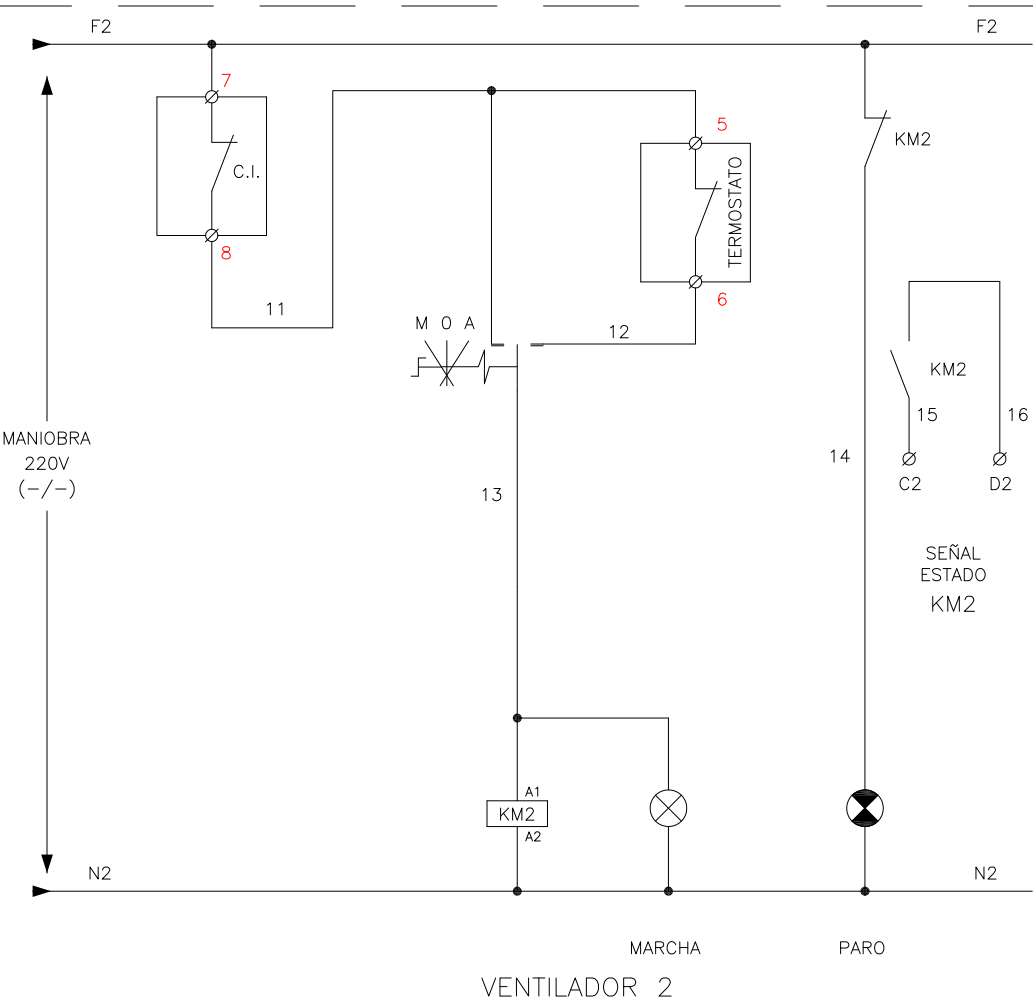 F2
F2
7
C.I.
8
11
5
TERMOSTATO
6
12
M O A
KM2
KM2
15
16
C2
D2
14
SEÑAL
ESTADO
KM2
MANIOBRA
220V
(-/-)
13
A1
KM2
A2
N2
N2
MARCHA
PARO
VENTILADOR 2